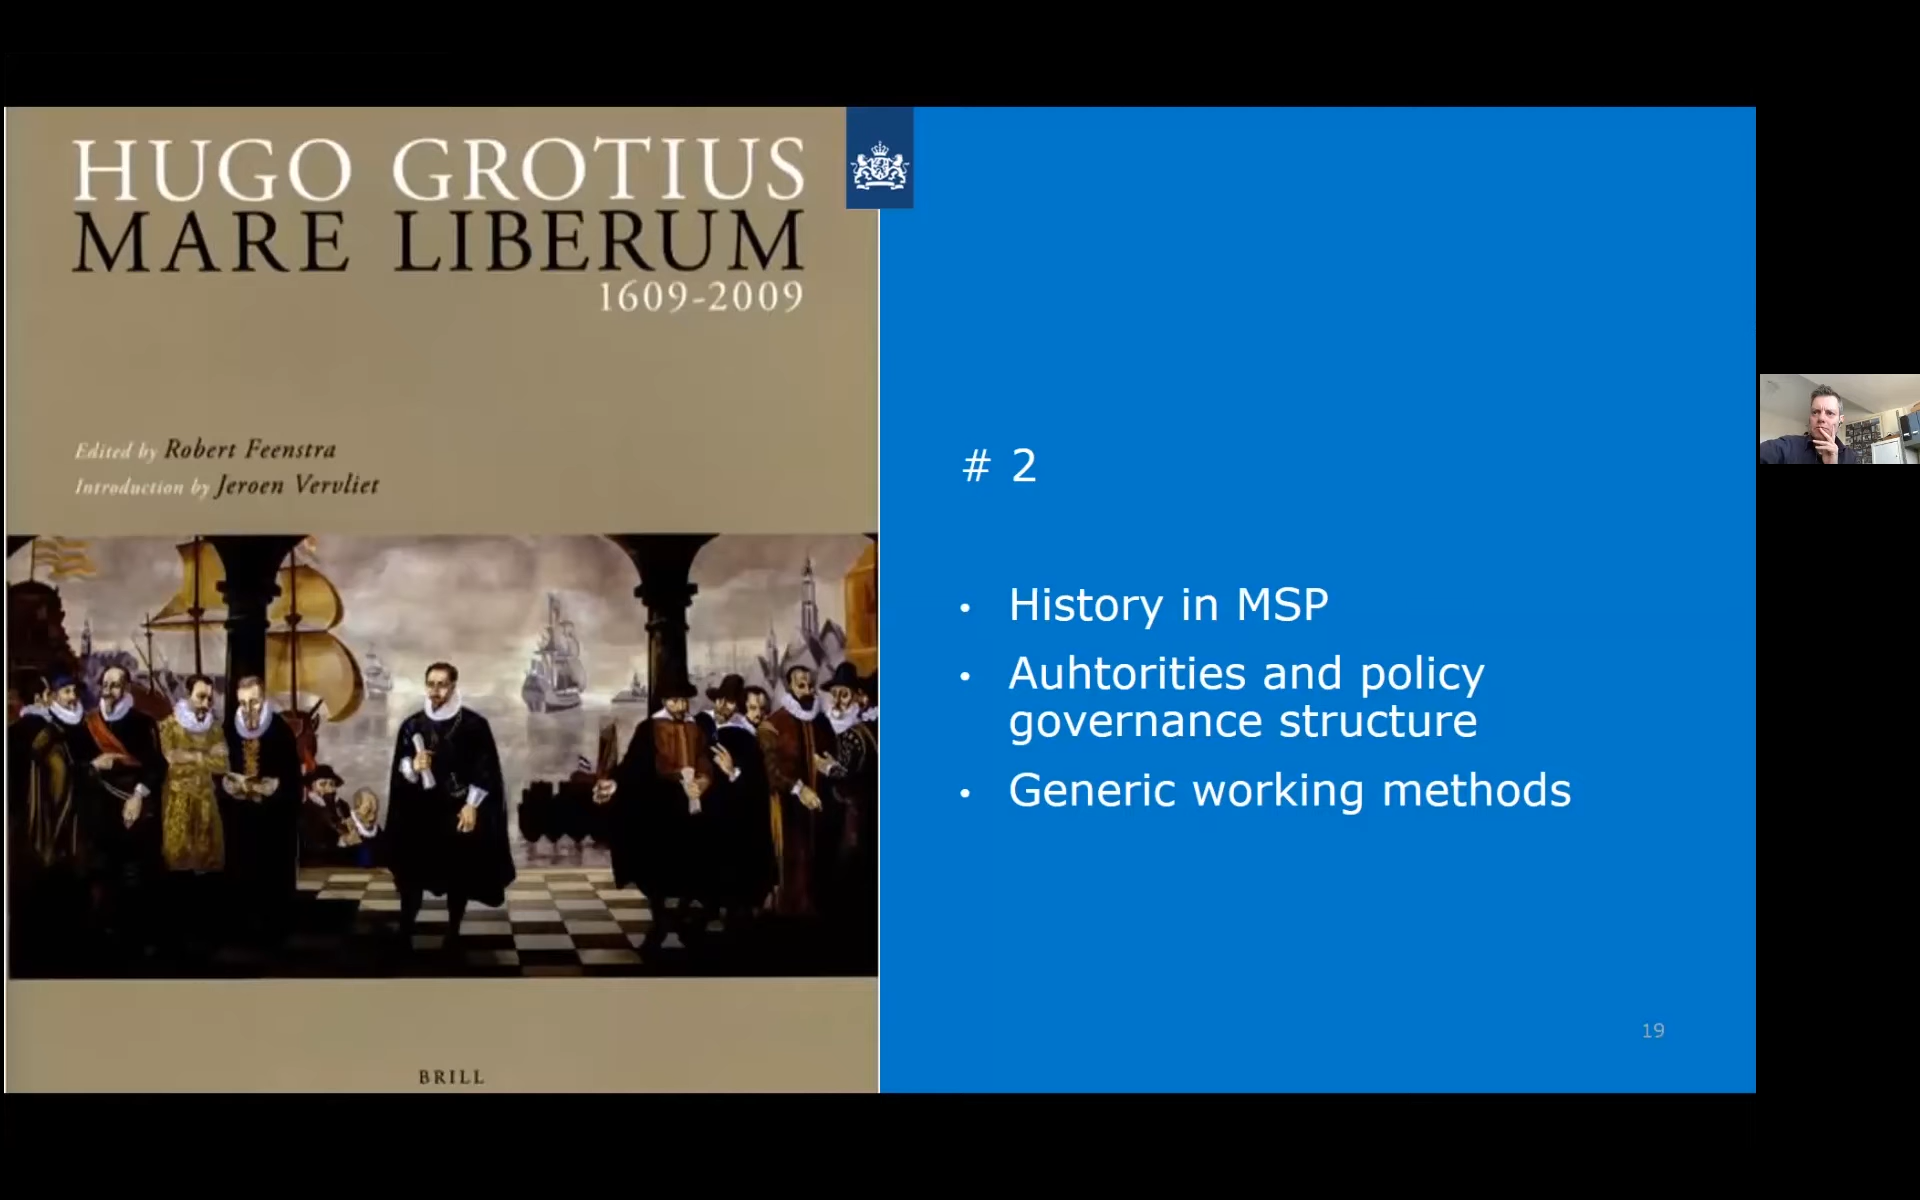 HUGO GROTIUS
MARE LIBERUM
1609-2009
Edited by Robert Feenstra
Introduction by Jeroen Vervliet
BRILL
# 2
• History in MSP
• Auhtorities and policy
governance structure
• Generic working methods
19